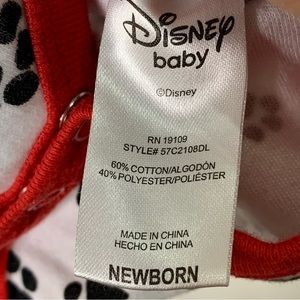 Disney
baby
©Disney
RN 19109
STYLE# 57C2108DL
60% COTTON/ALGODÓN
40% POLYESTER/POLIÉSTER
MADE IN CHINA
HECHO EN CHINA
NEWBORN